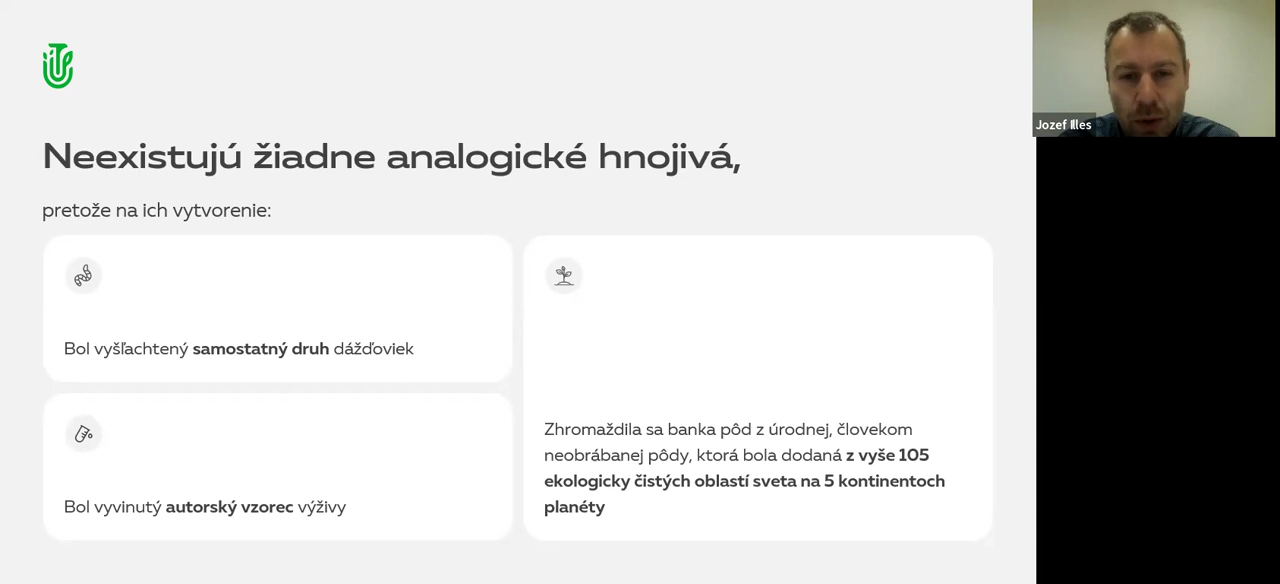 Neexistujú žiadne analogické hnojivá,
pretože na ich vytvorenie:
Bol vyšľachtený samostatný druh dážďoviek
Bol vyvinutý autorský vzorec výživy
Zhromaždila sa banka pôd z úrodnej, človekom
neobrábanej pôdy, ktorá bola dodaná z vyše 105
ekologicky čistých oblastí sveta na 5 kontinentoch
planéty
Jozef Illes